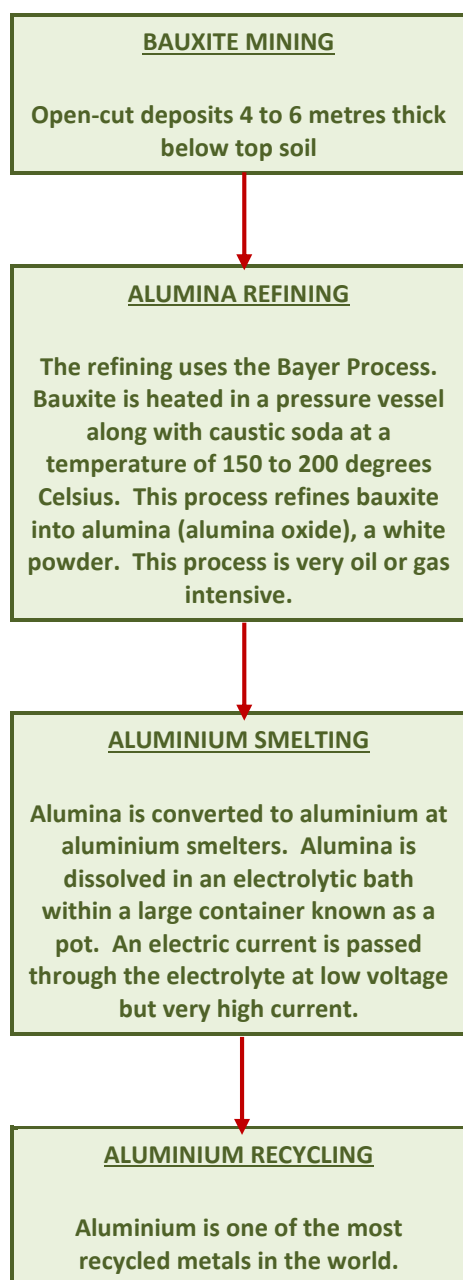 BAUXITE MINING
Open-cut deposits 4 to 6 metres thick
below top soil
ALUMINA REFINING
The refining uses the Bayer Process.
Bauxite is heated in a pressure vessel
along with caustic soda at a
temperature of 150 to 200 degrees
Celsius.  This process refines bauxite
into alumina (alumina oxide), a white
powder.  This process is very oil or gas
intensive.
ALUMINIUM SMELTING
Alumina is converted to aluminium at
aluminium smelters.  Alumina is
dissolved in an electrolytic bath
within a large container known as a
pot.  An electric current is passed
through the electrolyte at low voltage
but very high current.
ALUMINIUM RECYCLING
Aluminium is one of the most
recycled metals in the world.